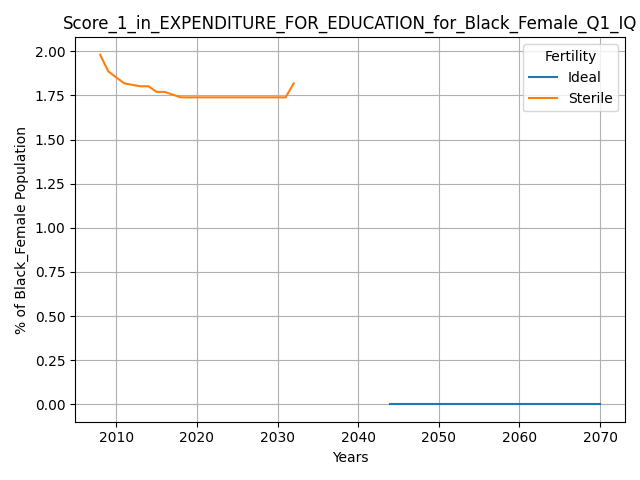 Score_1_in_EXPENDITURE_FOR_EDUCATION_for_Black_Female_Q1_IQ
% of Black_Female Population
2.00
1.75
1.50
1.25
1.00
0.75
0.50
0.25
0.00
Fertility
Ideal
Sterile
2010 2020 2030 2040 2050 2060 2070
Years